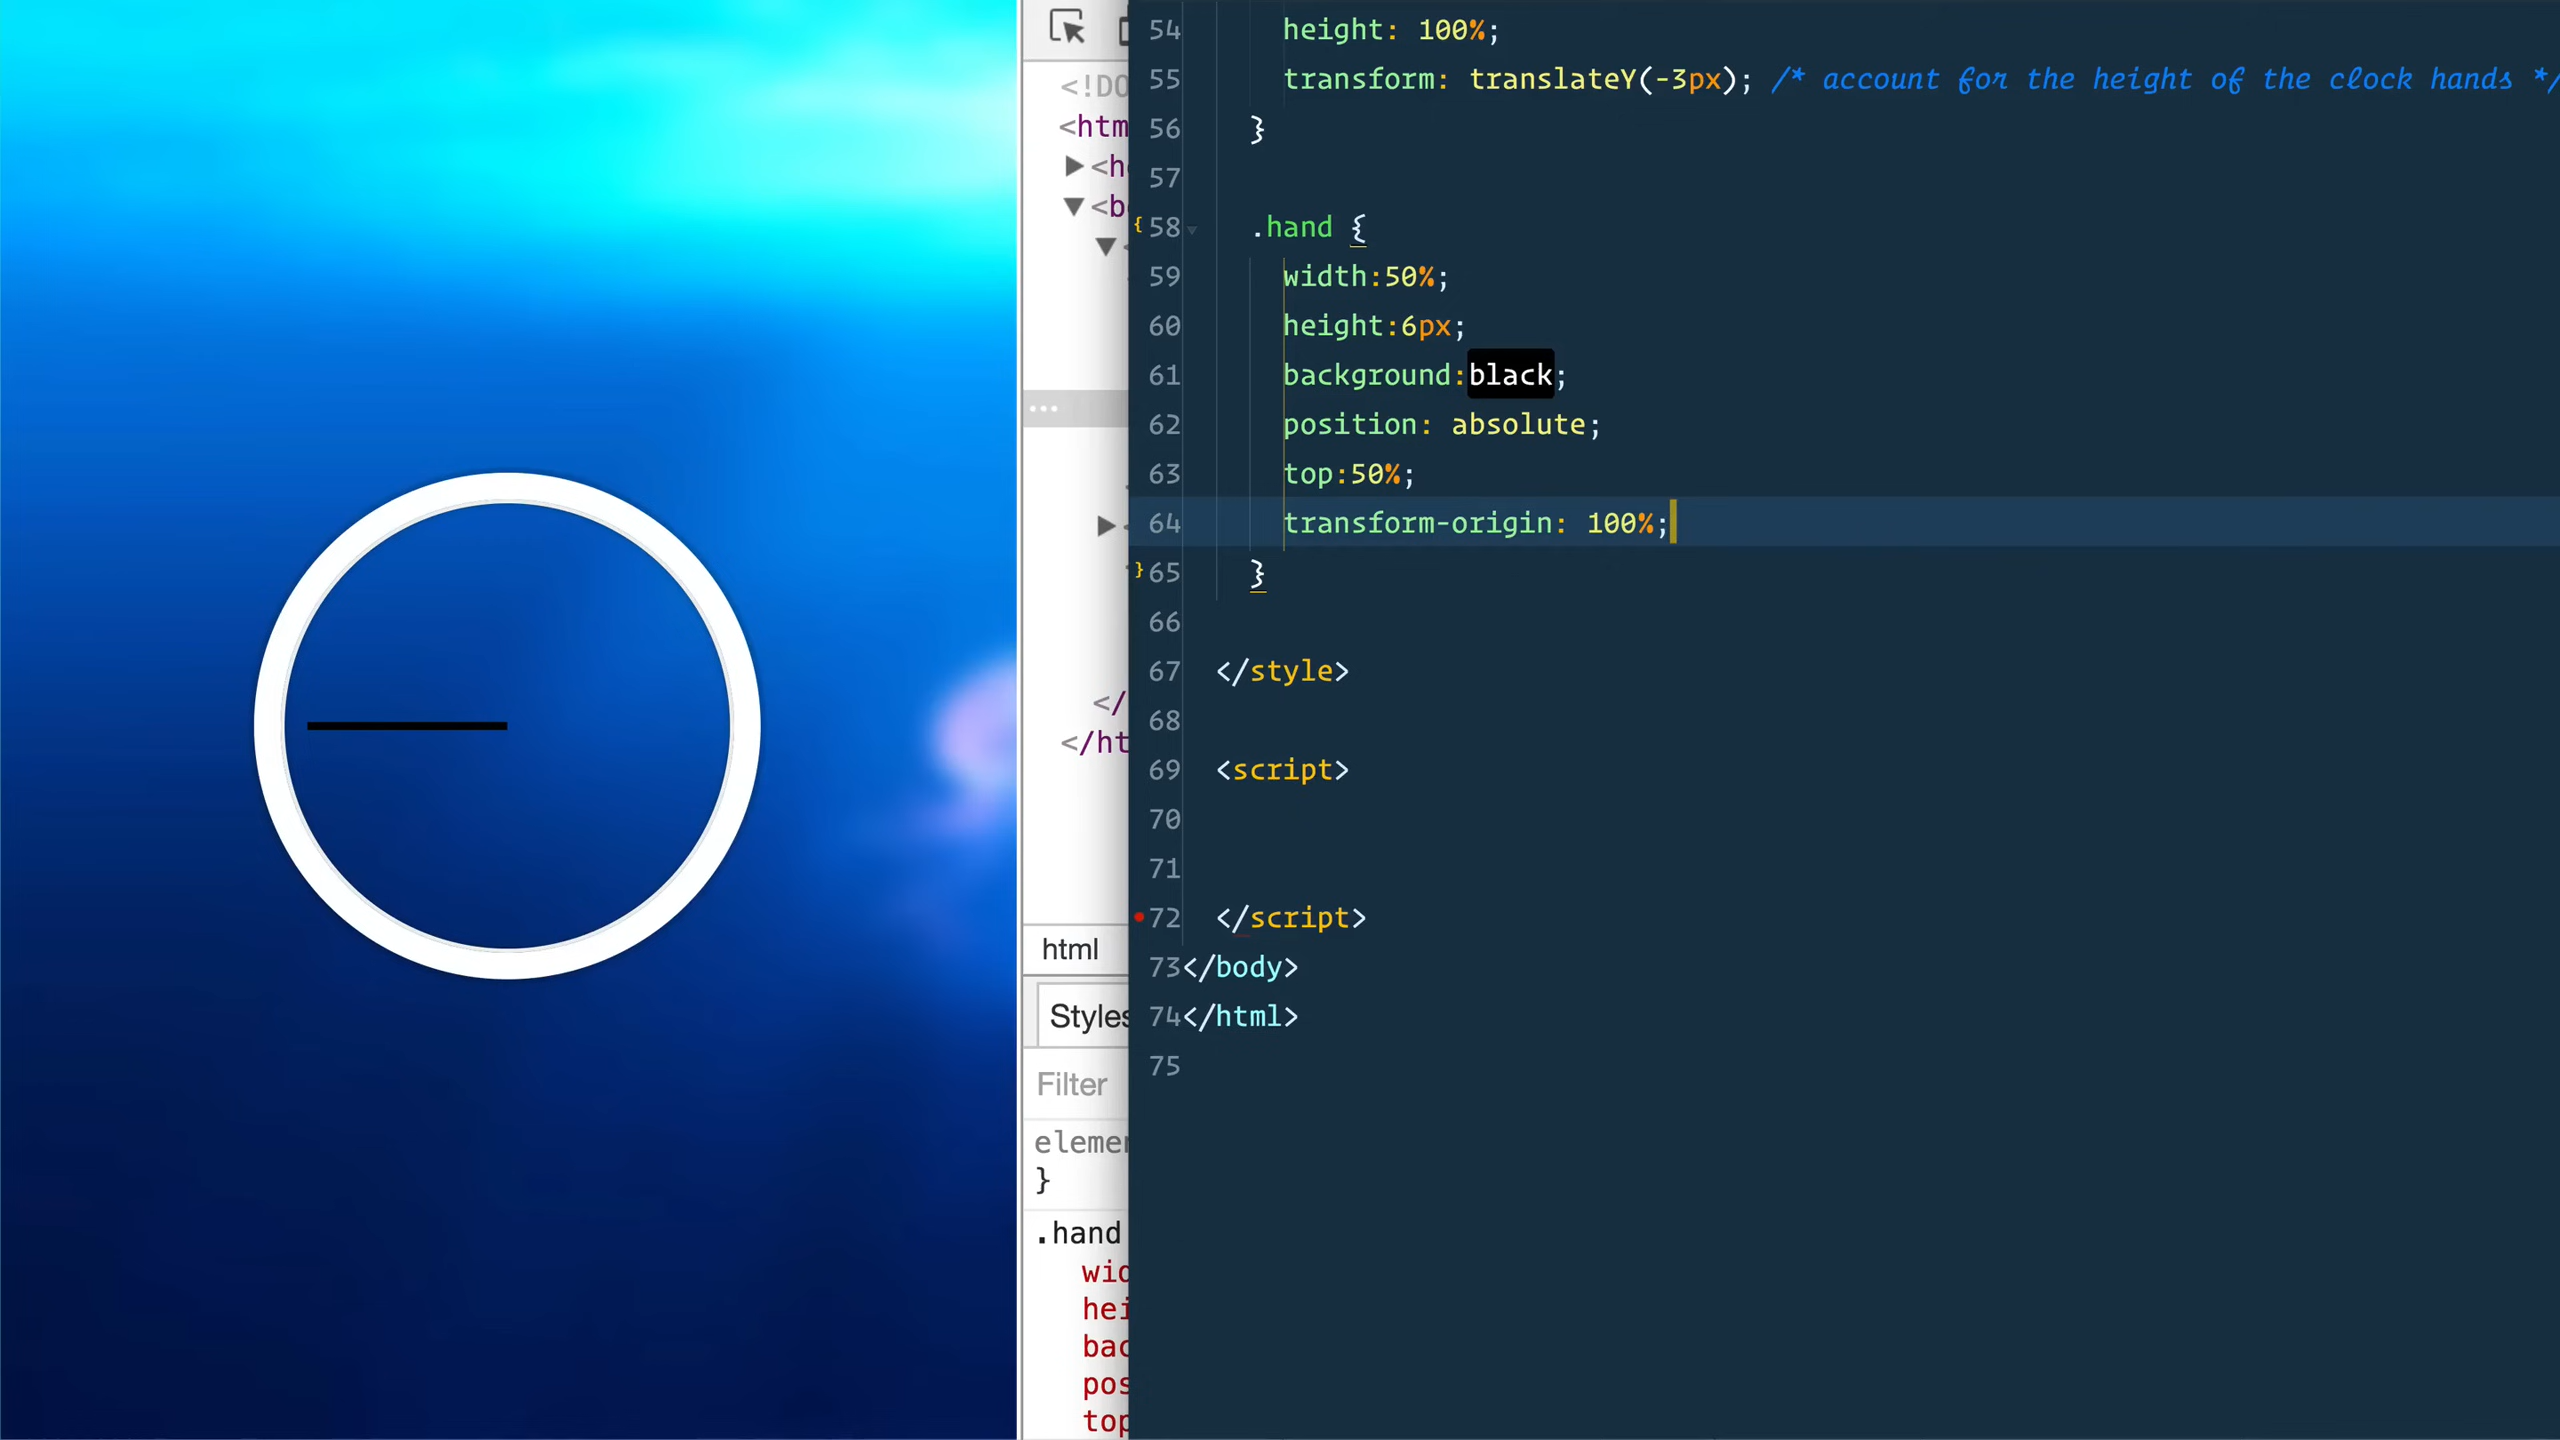 <!DO
<htm
<h
<b
</
</ht
html
Styles
Filter
elemen
}
.hand
wid
hei
bac
pos
top
54 height: 100%;
55 transform: translateY(-3px); /* account for the height of the clock hands */
56 }
57
58 .hand {
59 width:50%;
60 height:6px;
61 background:black;
62 position: absolute;
63 top:50%;
64 transform-origin: 100%;
65 }
66
67 </style>
68
69 <script>
70
71
72 </script>
73 </body>
74 </html>
75